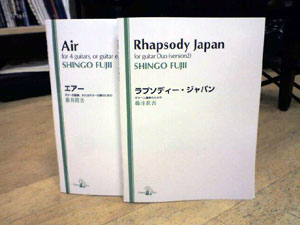 Air
for 4 guitars, or guitar e
SHINGO FUJII
エアー
藤井眞吾
Rhapsody Japan
for guitar Duo (version2)
SHINGO FUJII
ラプソディー・ジャパン
藤井眞吾